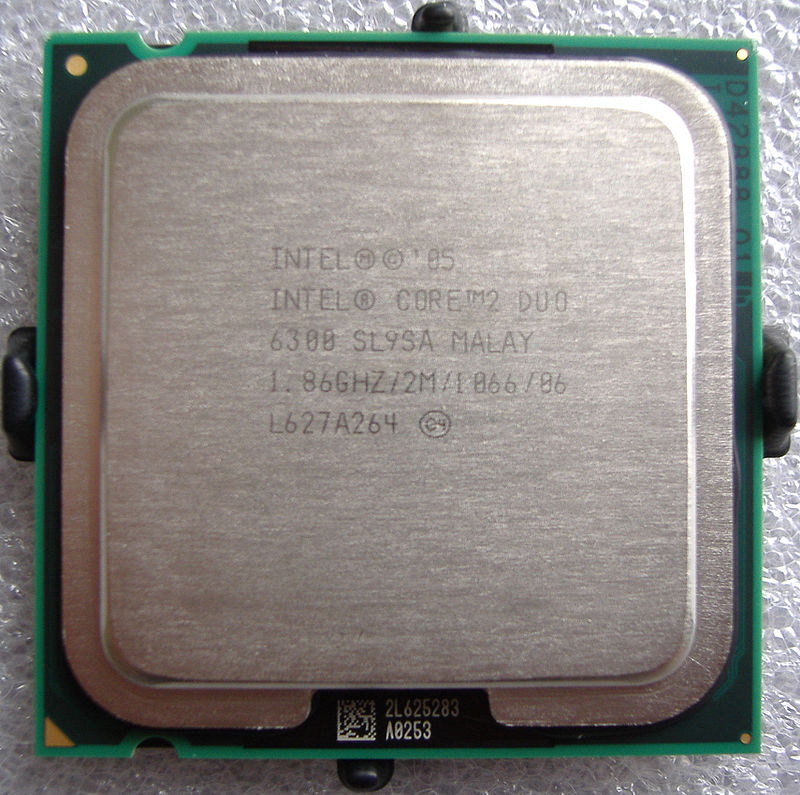 INTEL Ⓜ © '05
INTEL® CORE™2 DUO
6300 SL9SA MALAY
1.86GHZ/2M/1066/06
L627A264 e4
2L625283
A0253